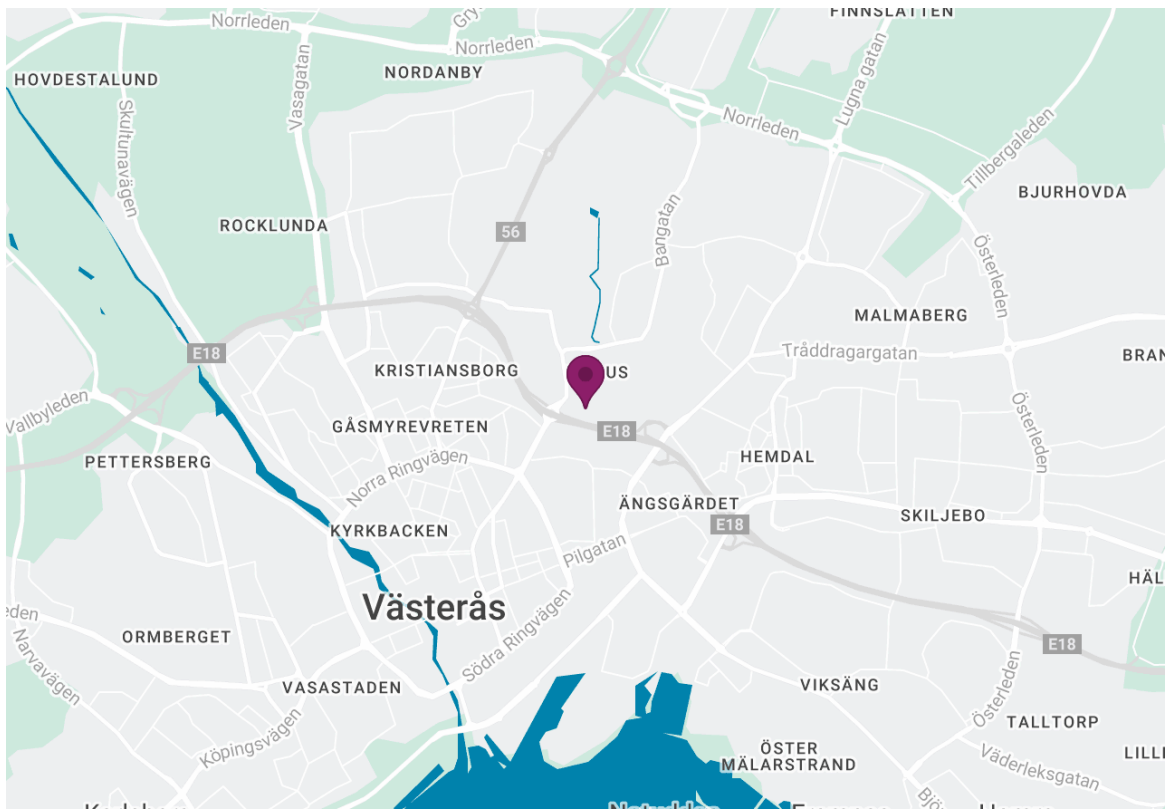 FINNSLÄTTEN
Norrleden
Norrleden
NORDANBY
HOVDESTALUND
Vasagatan
Skultunavägen
Lugna gatan
Norrleden
Tillbergaleden
BJURHOVDA
ROCKLUNDA
56
Bangatan
Österleden
MALMABERG
E18
Tråddragargatan
KRISTIANSBORG
US
Vallbyleden
GÅSMYREVRETEN
E18
Österleden
PETTERSBERG
Norra Ringvägen
HEMDAL
ÄNGSGÄRDET
SKILJEBO
E18
KYRKBACKEN
Pilgatan
Västerås
ORMBERGET
Södra Ringvägen
E18
Narvavägen
VASASTADEN
VIKSÄNG
Österleden
TALLTORP
Köpingsvägen
ÖSTER
MÄLARSTRAND
Väderleksgatan